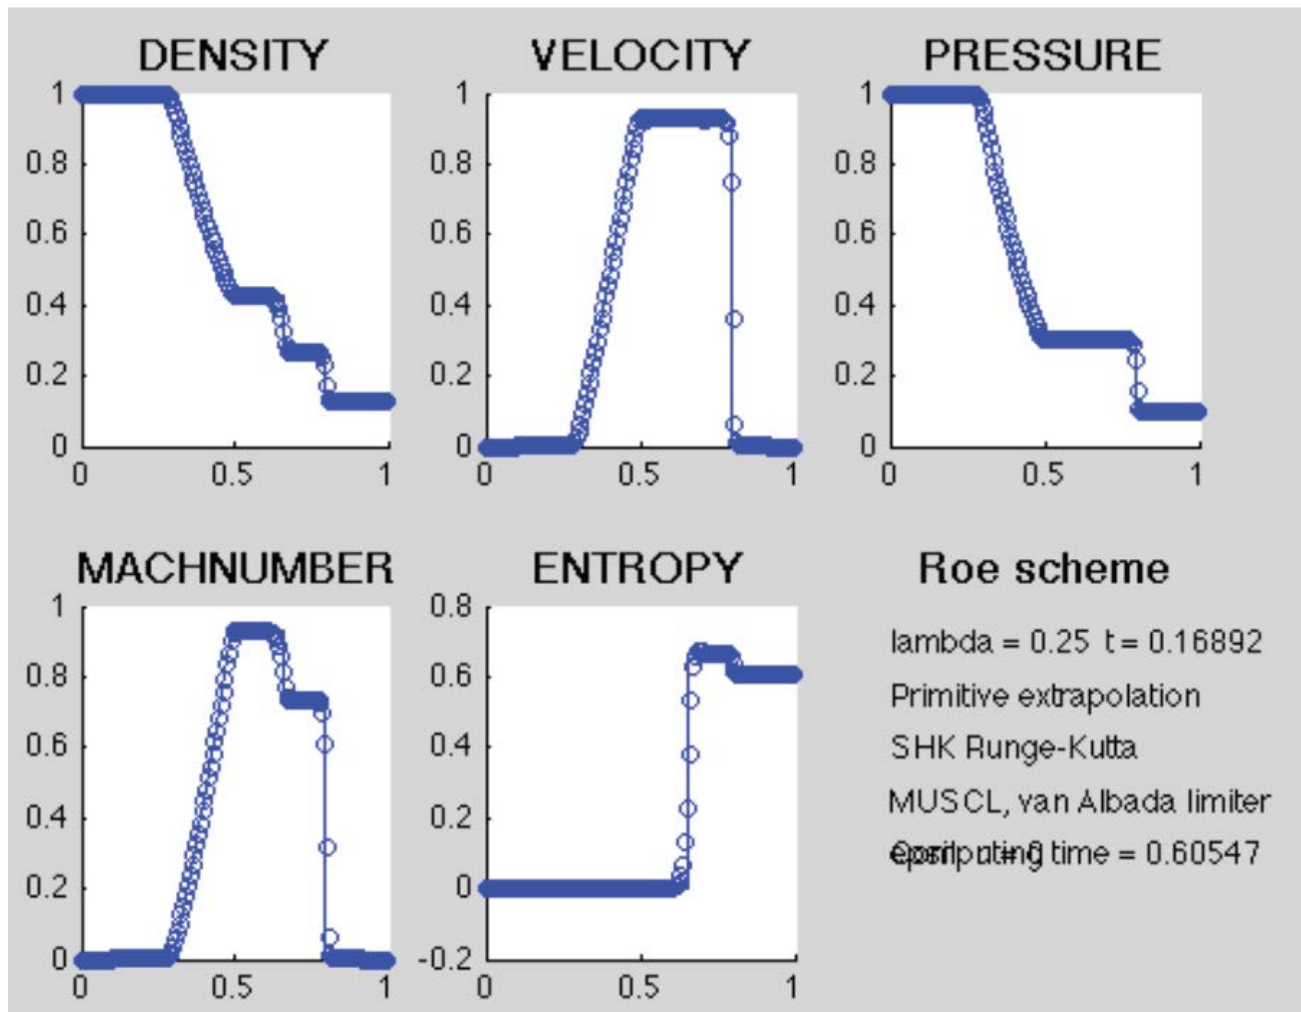 DENSITY
1
0.8
0.6
0.4
0.2
0
0 0.5 1
VELOCITY
1
0.8
0.6
0.4
0.2
0
0 0.5 1
PRESSURE
1
0.8
0.6
0.4
0.2
0
0 0.5 1
MACHNUMBER
1
0.8
0.6
0.4
0.2
0
0 0.5 1
ENTROPY
0.8
0.6
0.4
0.2
0
-0.2
0 0.5 1
Roe scheme
lambda = 0.25 t = 0.16892
Primitive extrapolation
SHK Runge-Kutta
MUSCL, van Albada limiter
time = 0.60547